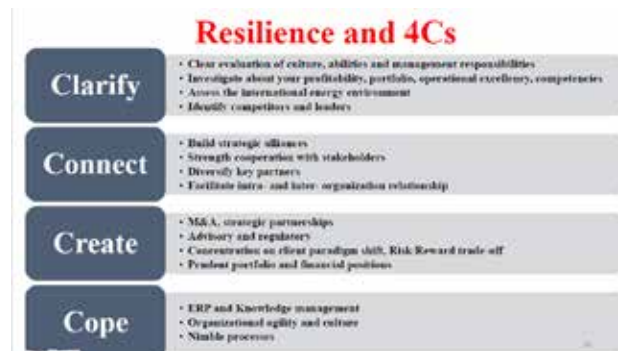 Resilience and 4Cs
Clarify
• Clear evaluation of culture, abilities and management responsibilities
• Investigate about your profitability, portfolio, operational excellency, competencies
• Assess the international energy environment
• Identify competitors and leaders
Connect
• Build strategic alliances
• Strength cooperation with stakeholders
• Diversify key partners
• Facilitate intra- and inter- organization relationship
Create
• M&A, strategic partnerships
• Advisory and regulatory
• Concentration on client paradigm shift, Risk Reward trade-off
• Prudent portfolio and financial positions
Cope
• ERP and Knowledge management
• Organizational agility and culture
• Nimble processes